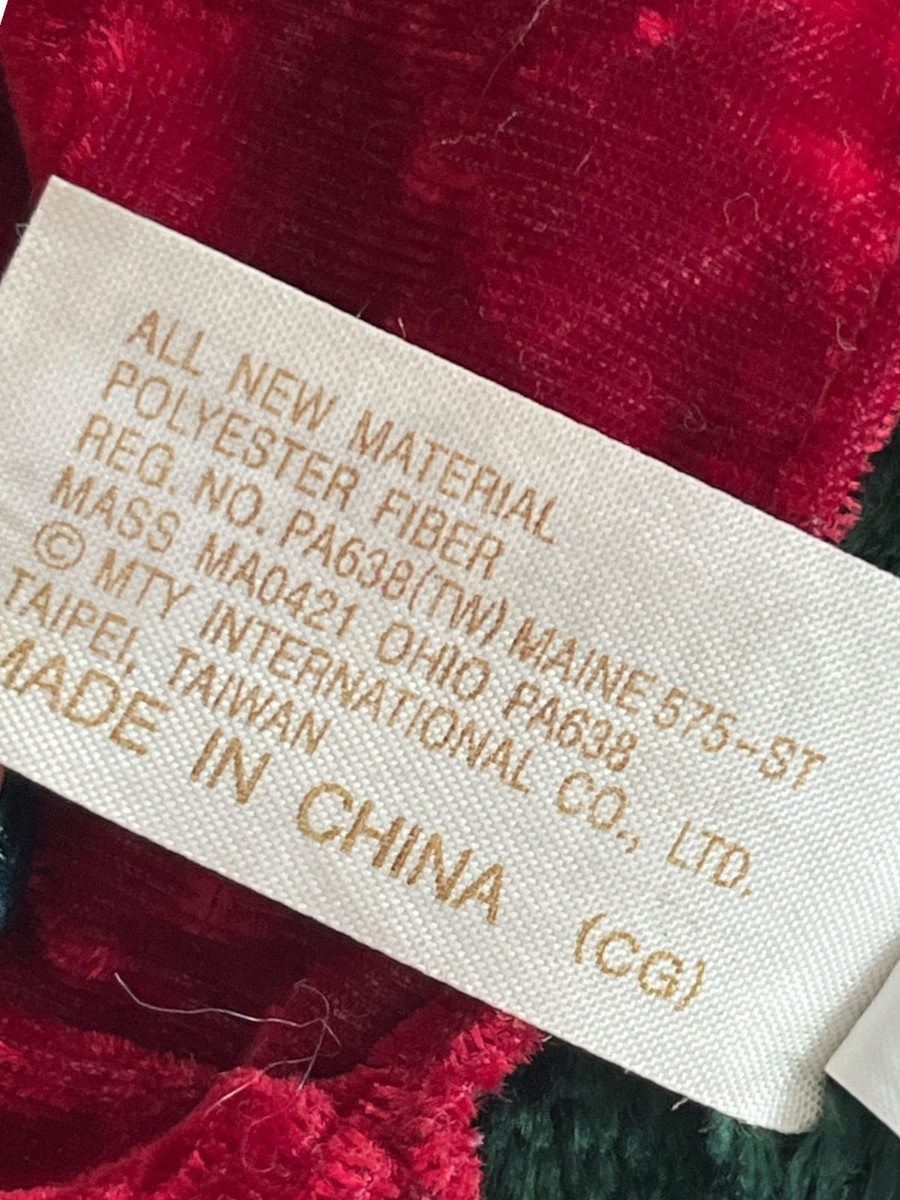 ALL NEW MATERIAL
POLYESTER FIBER
REG. NO. PA638(TW) MAINE 575-ST
MASS MA0421 OHIO PA638
© MTY INTERNATIONAL CO., LTD.
TAIPEI, TAIWAN
MADE IN CHINA (CG)